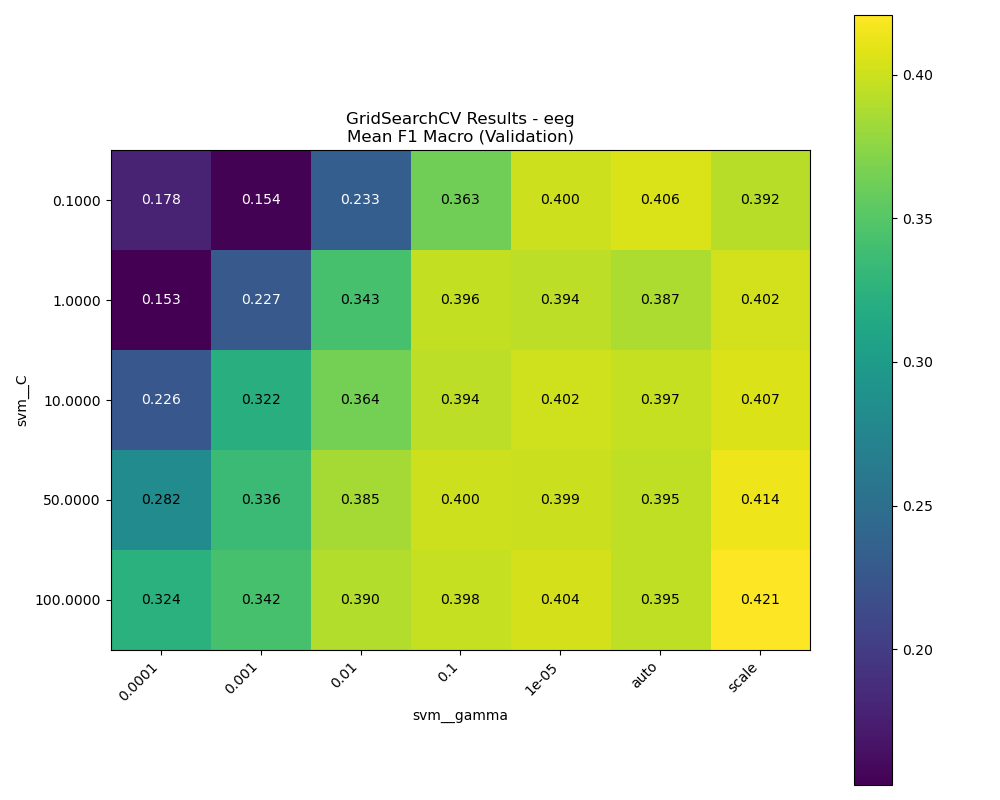 GridSearchCV Results - eeg
Mean F1 Macro (Validation)
0.1000 0.178 0.154 0.233 0.363 0.400 0.406 0.392
1.0000 0.153 0.227 0.343 0.396 0.394 0.387 0.402
10.0000 0.226 0.322 0.364 0.394 0.402 0.397 0.407
50.0000 0.282 0.336 0.385 0.400 0.399 0.395 0.414
100.0000 0.324 0.342 0.390 0.398 0.404 0.395 0.421
svm__C
0.0001 0.001 0.01 0.1 1e-05 auto scale
svm__gamma
0.40
0.35
0.30
0.25
0.20